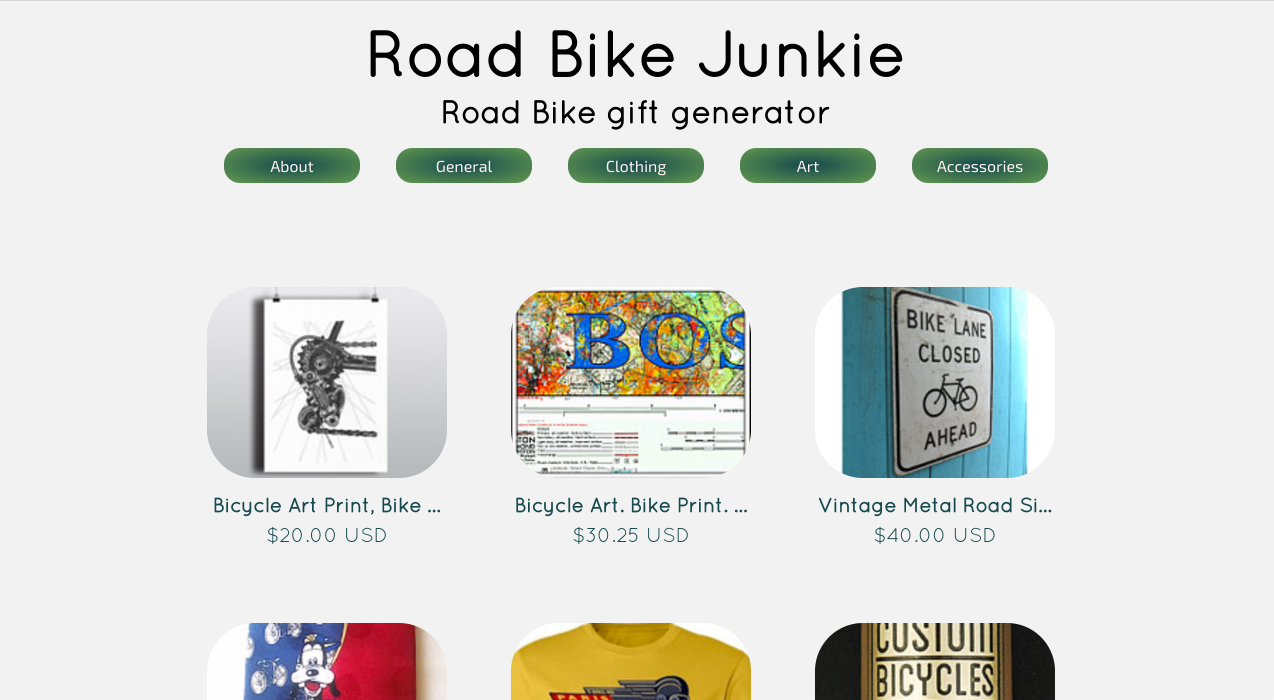 Road Bike Junkie
Road Bike gift generator
About General Clothing Art Accessories
BOS
BIKE LANE
CLOSED
AHEAD
Bicycle Art Print, Bike ... Bicycle Art. Bike Print. ... Vintage Metal Road Si...
$20.00 USD $30.25 USD $40.00 USD
CUSTOM
BICYCLES
PARIS